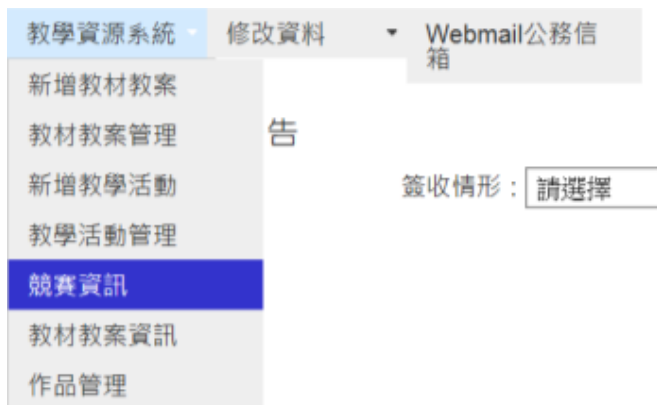 教學資源系統 修改資料 Webmail公務信
箱
新增教材教案
教材教案管理 告
新增教學活動 簽收情形：請選擇
教學活動管理
競賽資訊
教材教案資訊
作品管理